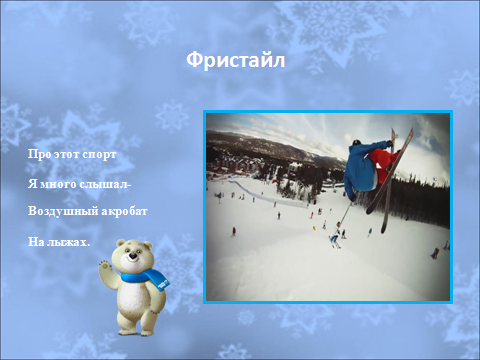 Фристайл
Про этот спорт
Я много слышал-
Воздушный акробат
На лыжах.